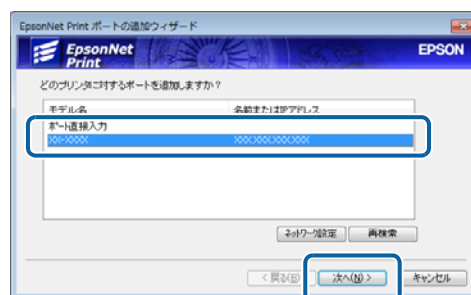 EpsonNet Print ポートの追加ウィザード
EpsonNet
Print
EPSON
どのプリンタに対するポートを追加しますか?
モデル名 名前またはIPアドレス
ポート直接入力
XX-XXXX XXX.XXX.XXX.XXX
ネットワーク設定 再検索
< 戻る(B) 次へ(N) > キャンセル